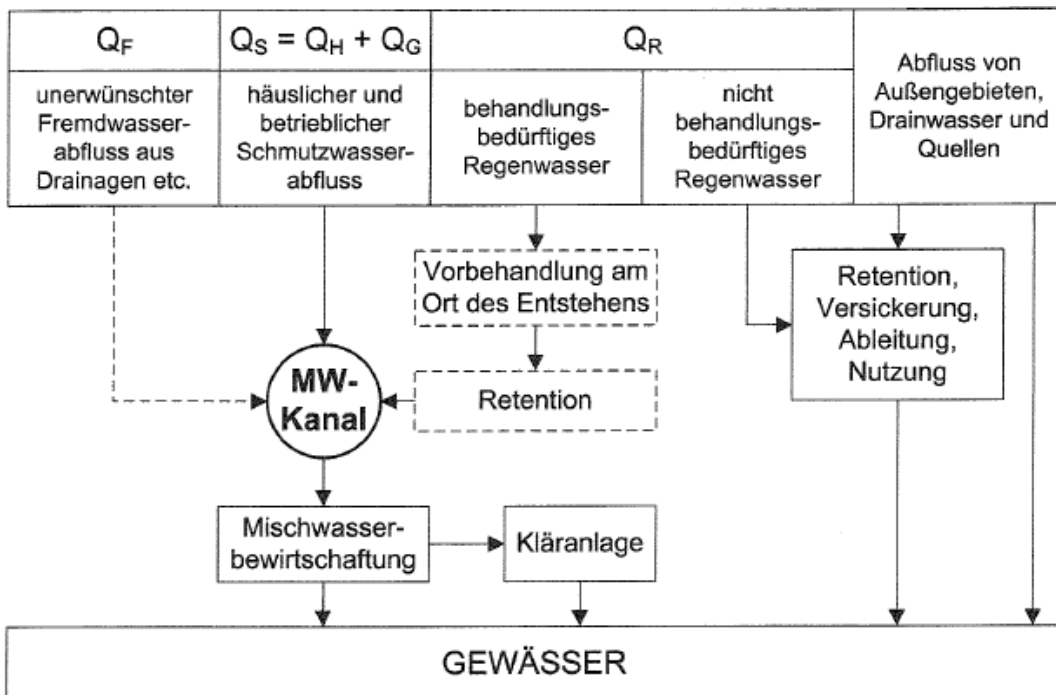 Q_F
Q_S = Q_H + Q_G
Q_R
unerwünschter
Fremdwasser-
abfluss aus
Drainagen etc.
häuslicher und
betrieblicher
Schmutzwasser-
abfluss
behandlungs-
bedürftiges
Regenwasser
nicht
behandlungs-
bedürftiges
Regenwasser
Abfluss von
Außengebieten,
Drainwasser und
Quellen
Vorbehandlung am
Ort des Entstehens
Retention,
Versickerung,
Ableitung,
Nutzung
MW-
Kanal
Retention
Mischwasser-
bewirtschaftung
Kläranlage
GEWÄSSER